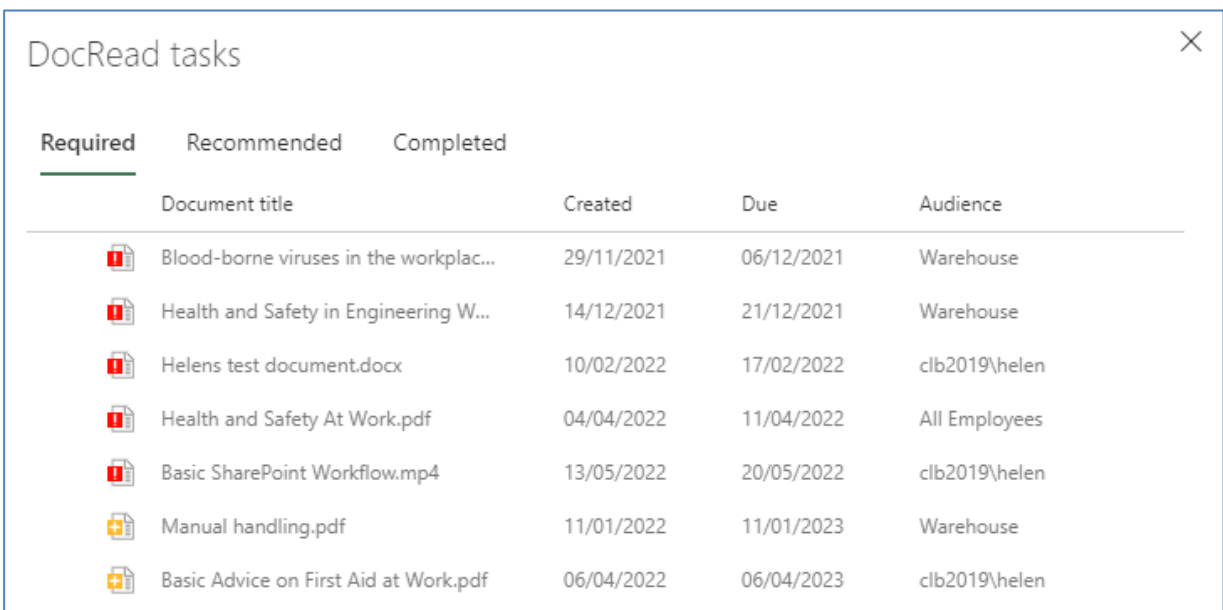 DocRead tasks
Required Recommended Completed
Document title Created Due Audience
Blood-borne viruses in the workplac... 29/11/2021 06/12/2021 Warehouse
Health and Safety in Engineering W... 14/12/2021 21/12/2021 Warehouse
Helens test document.docx 10/02/2022 17/02/2022 clb2019\helen
Health and Safety At Work.pdf 04/04/2022 11/04/2022 All Employees
Basic SharePoint Workflow.mp4 13/05/2022 20/05/2022 clb2019\helen
Manual handling.pdf 11/01/2022 11/01/2023 Warehouse
Basic Advice on First Aid at Work.pdf 06/04/2022 06/04/2023 clb2019\helen